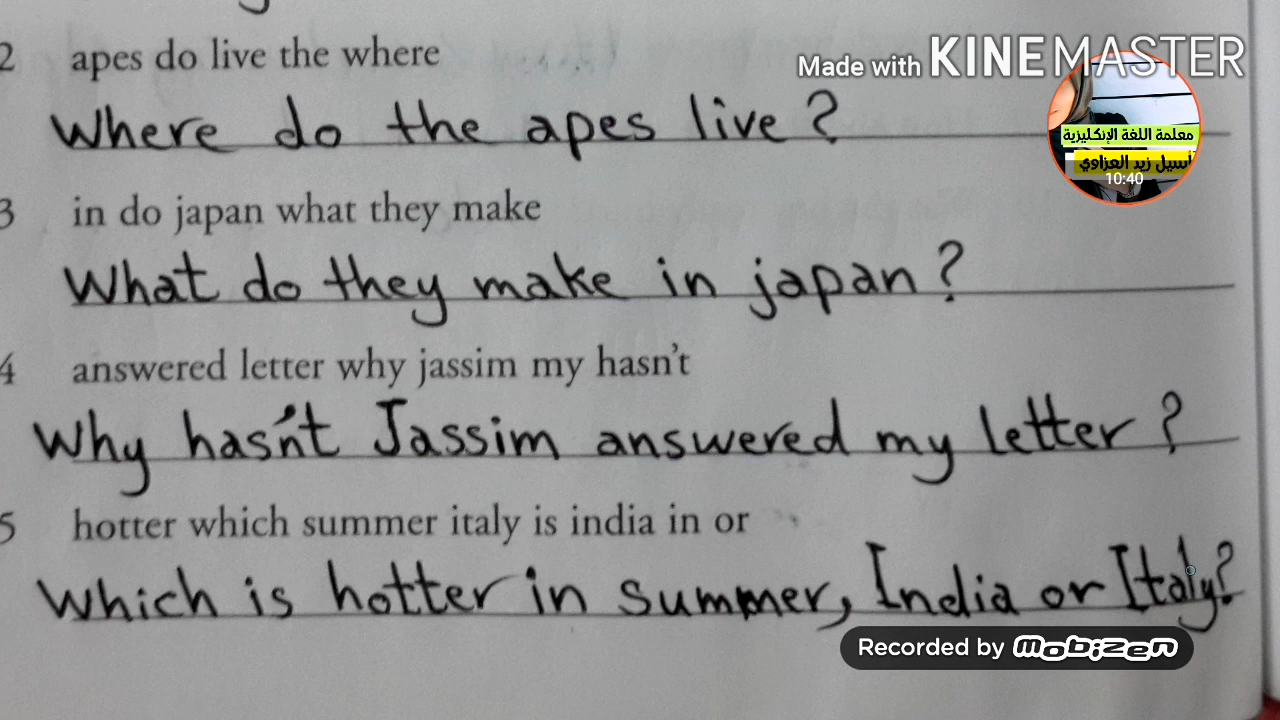 2 apes do live the where
Made with KINEMASTER
Where do the apes live?
معلمة اللغة الإنكليزية
أسيل زيد العزاوي
10:40
3 in do japan what they make
What do they make in japan?
4 answered letter why jassim my hasn't
Why hasn't Jassim answered my letter?
5 hotter which summer italy is india in or
Which is hotter in summer, India or Italy?
Recorded by mobizen